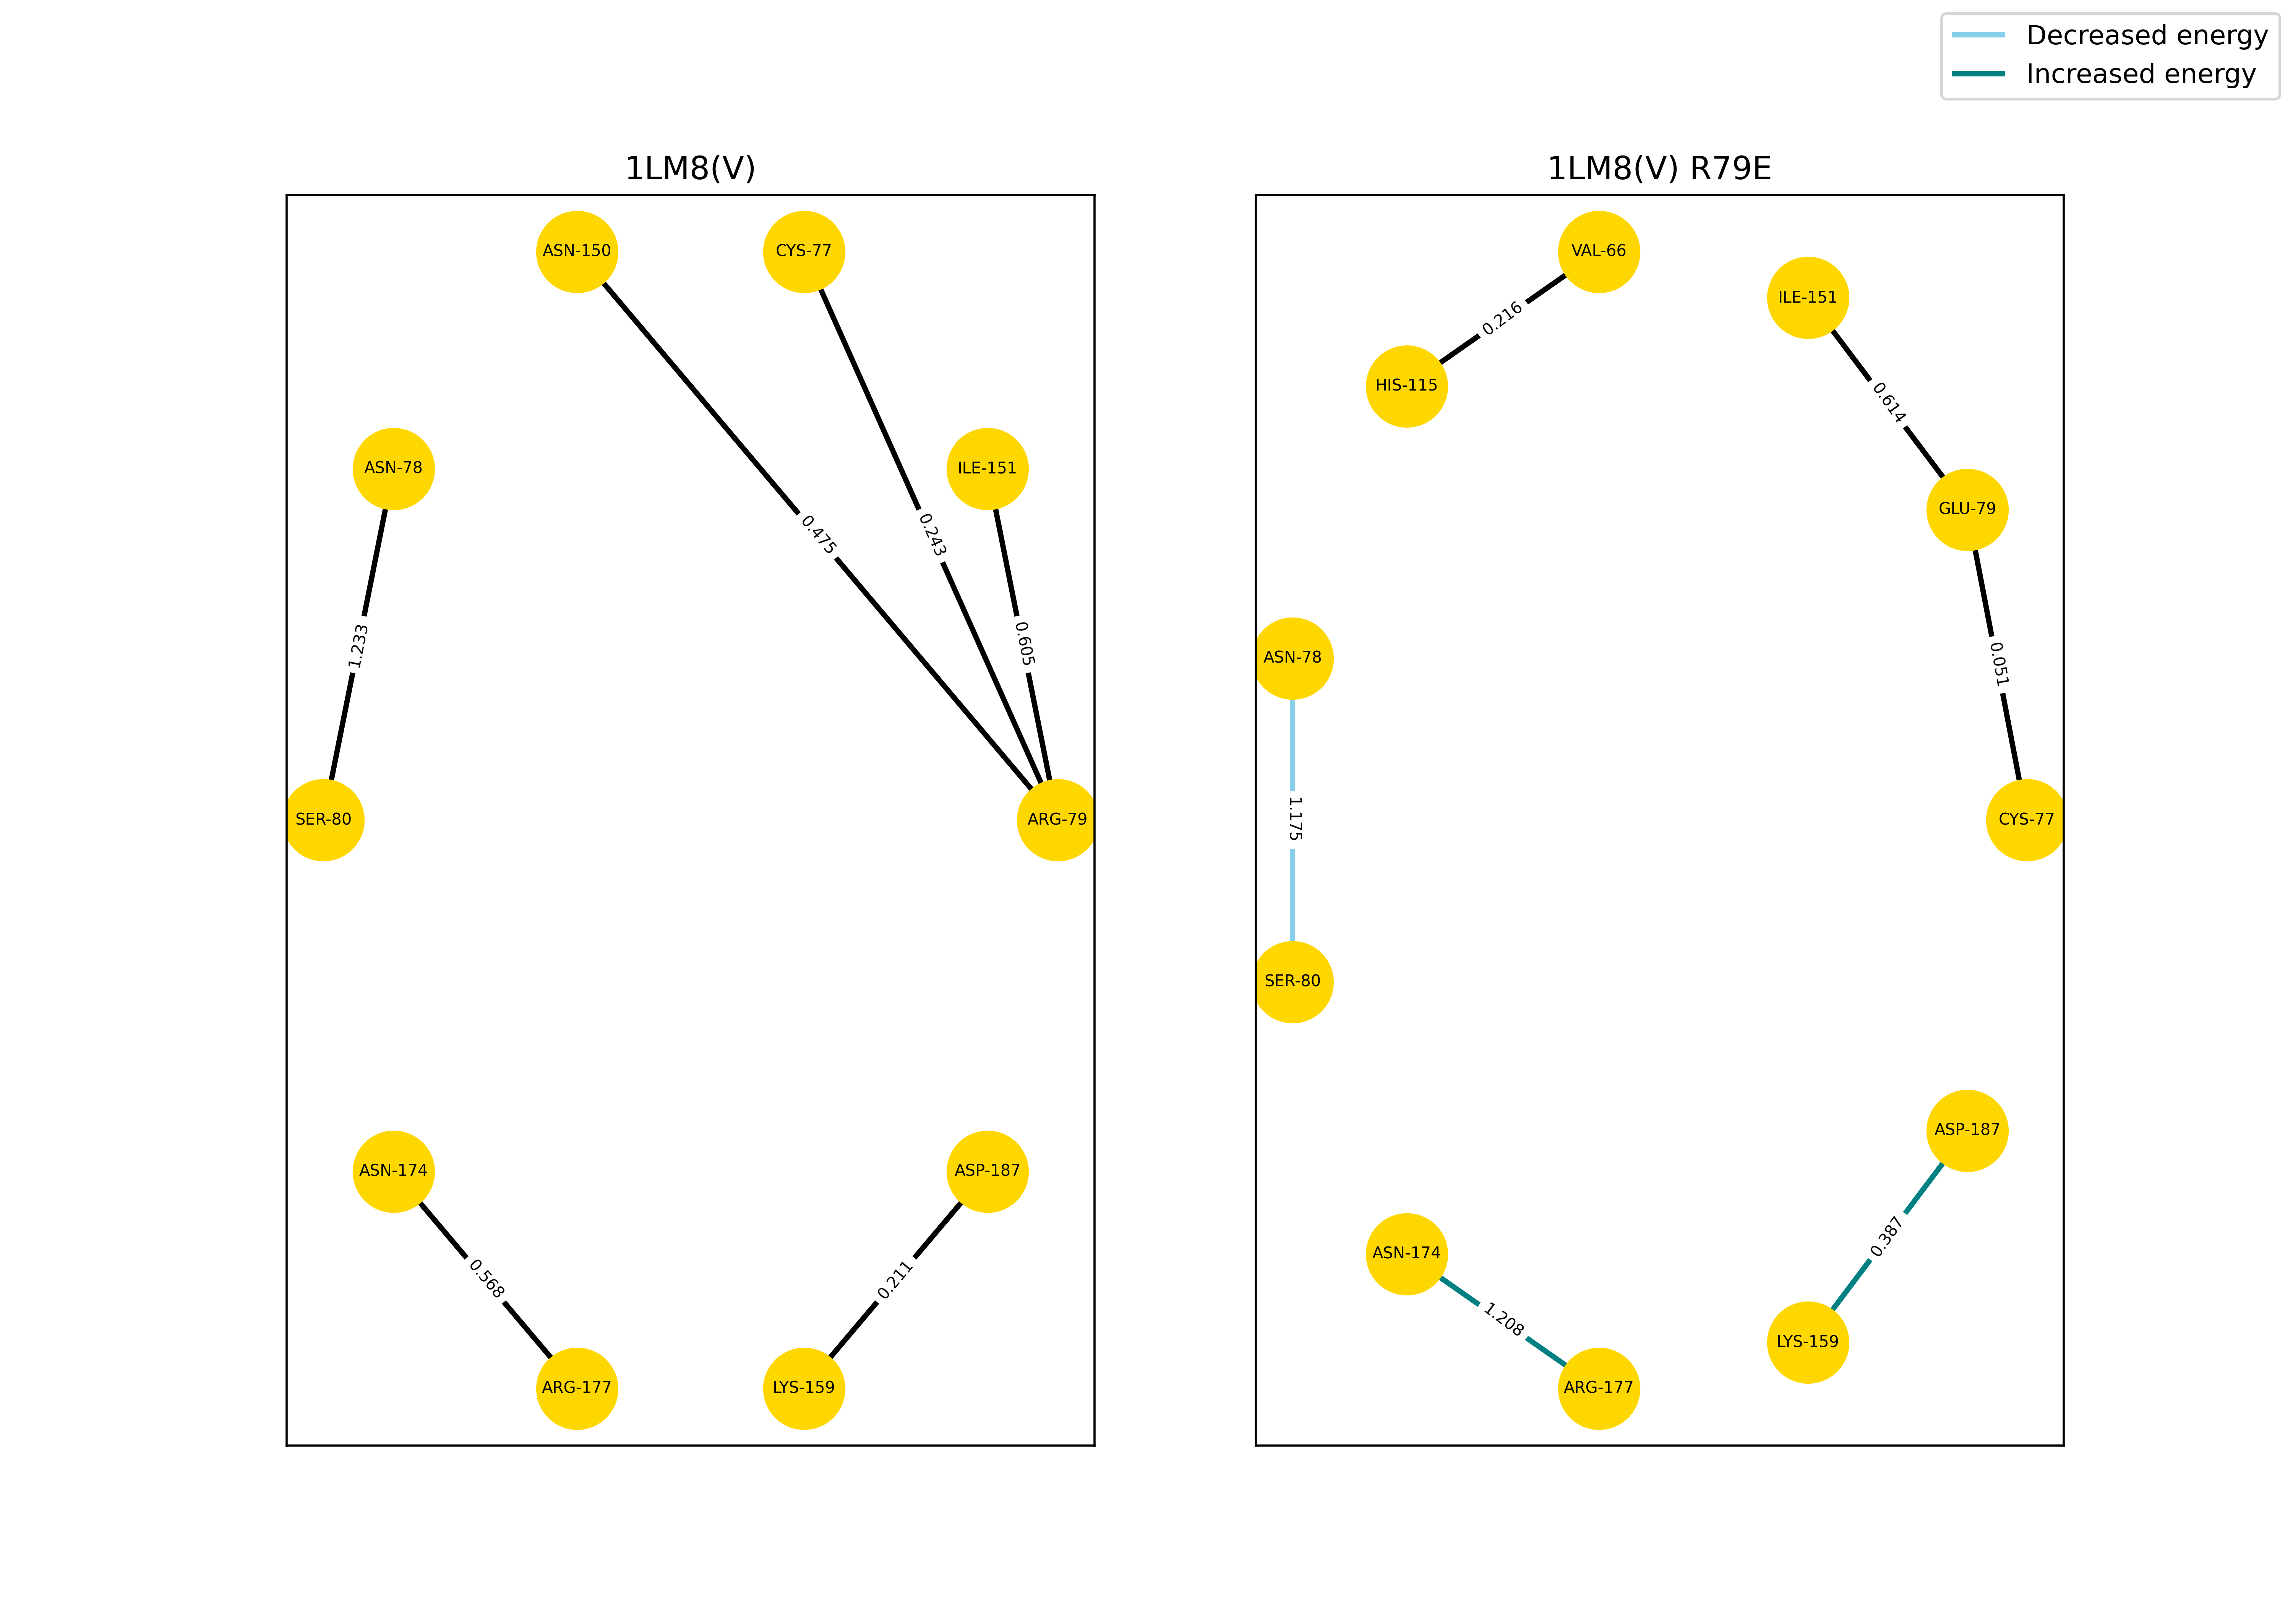 Decreased energy
Increased energy
1LM8(V)
ASN-150
CYS-77
ASN-78
ILE-151
0.475
0.243
1.233
0.605
SER-80
ARG-79
ASN-174
ASP-187
0.568
0.211
ARG-177
LYS-159
1LM8(V) R79E
VAL-66
ILE-151
0.216
HIS-115
0.614
GLU-79
ASN-78
0.051
1.175
CYS-77
SER-80
ASP-187
0.387
ASN-174
1.208
LYS-159
ARG-177